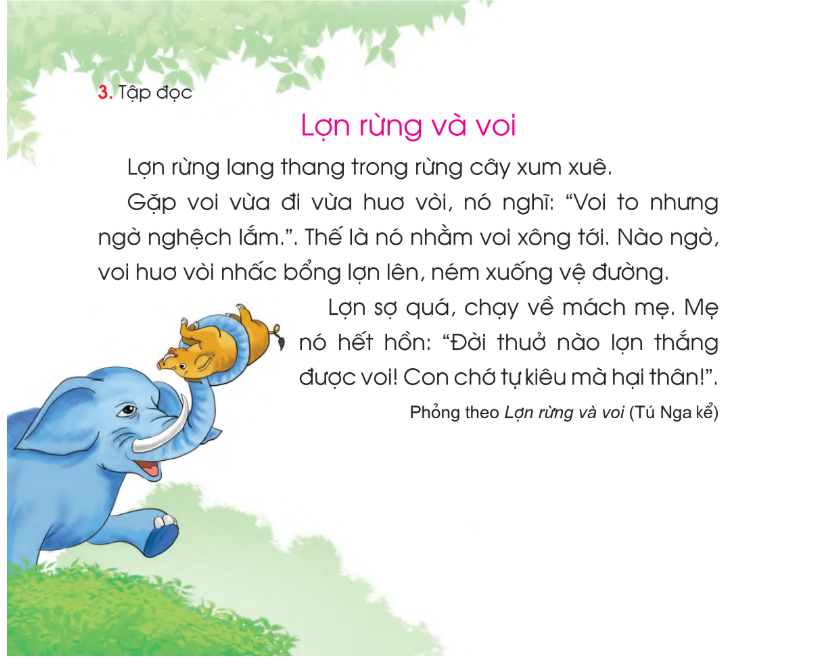 3. Tập đọc
Lợn rừng và voi
Lợn rừng lang thang trong rừng cây xum xuê.
Gặp voi vừa đi vừa huơ vòi, nó nghĩ: “Voi to nhưng
ngờ nghệch lắm.”. Thế là nó nhằm voi xông tới. Nào ngờ,
voi huơ vòi nhấc bổng lợn lên, ném xuống vệ đường.
Lợn sợ quá, chạy về mách mẹ. Mẹ
nó hết hồn: “Đời thuở nào lợn thắng
được voi! Con chớ tự kiêu mà hại thân!”.
Phỏng theo Lợn rừng và voi (Tú Nga kể)